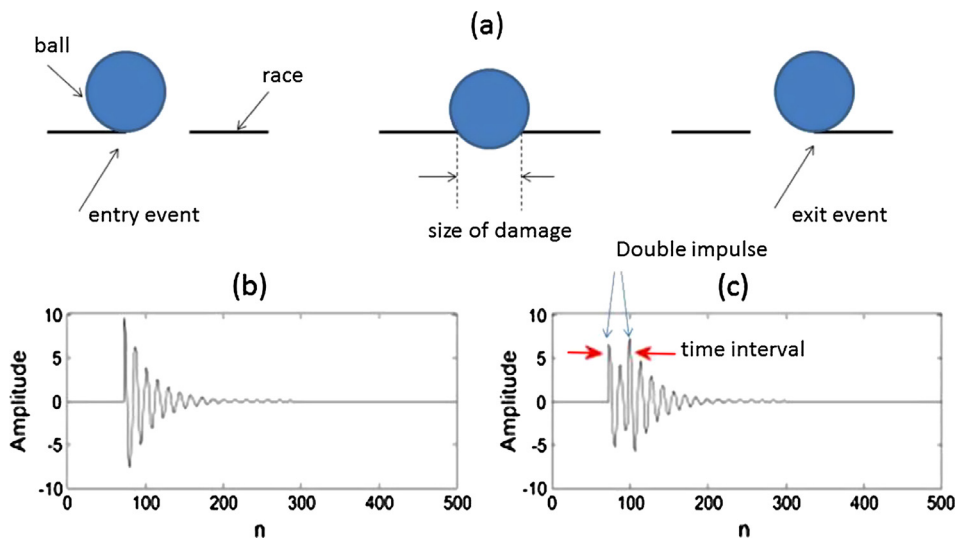 (a)
ball
race
entry event
size of damage
exit event
Double impulse
(b)
(c)
10
5
0
-5
-10
Amplitude
0 100 200 300 400 500
n
10
5
0
-5
-10
Amplitude
time interval
0 100 200 300 400 500
n